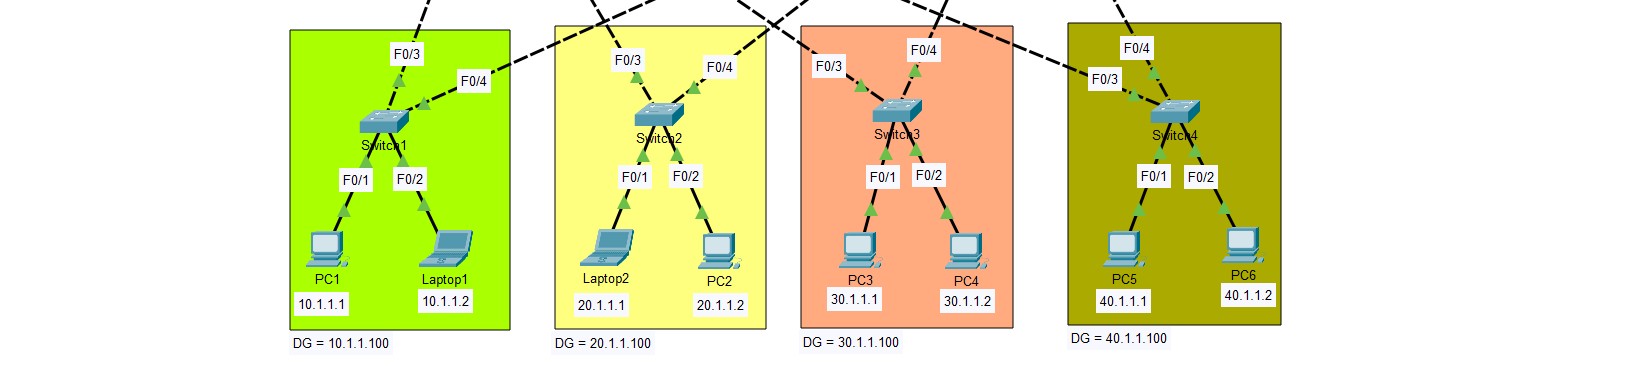 F0/3
F0/4
Switch1
F0/1
F0/2
PC1
Laptop1
10.1.1.1
10.1.1.2
DG = 10.1.1.100
F0/3
F0/4
Switch2
F0/1
F0/2
Laptop2
PC2
20.1.1.1
20.1.1.2
DG = 20.1.1.100
F0/3
F0/4
Switch3
F0/1
F0/2
PC3
PC4
30.1.1.1
30.1.1.2
DG = 30.1.1.100
F0/4
F0/3
Switch4
F0/1
F0/2
PC5
PC6
40.1.1.1
40.1.1.2
DG = 40.1.1.100